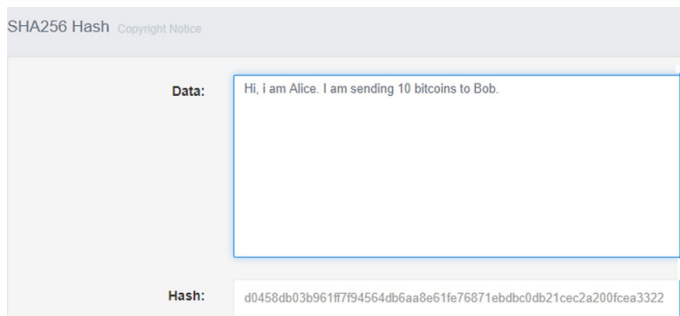 SHA256 Hash Copyright Notice
Data:
Hi, i am Alice. I am sending 10 bitcoins to Bob.
Hash:
d0458db03b961ff7f94564db6aa8e61fe76871ebdbc0db21cec2a200fcea3322